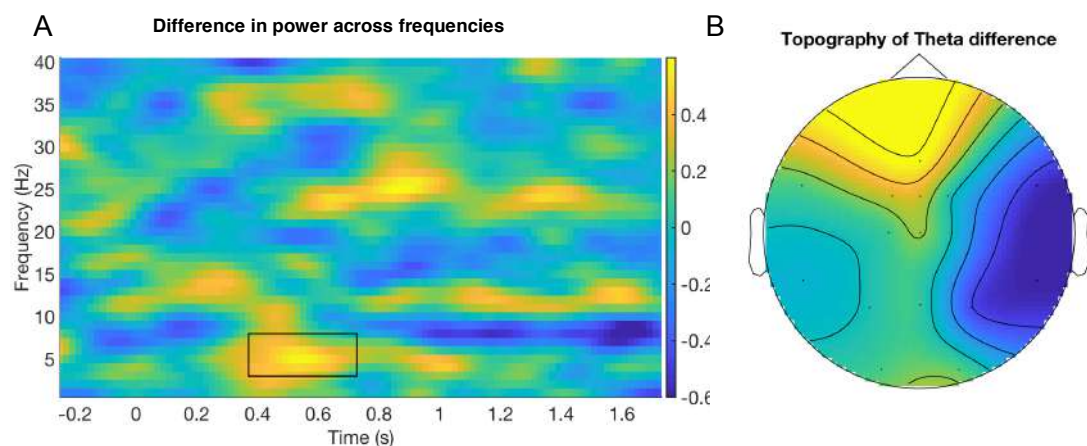 A
Difference in power across frequencies
B
Topography of Theta difference
40
35
30
25
20
15
10
5
Frequency (Hz)
-0.2 0 0.2 0.4 0.6 0.8 1 1.2 1.4 1.6
Time (s)
0.4
0.2
0
-0.2
-0.4
-0.6